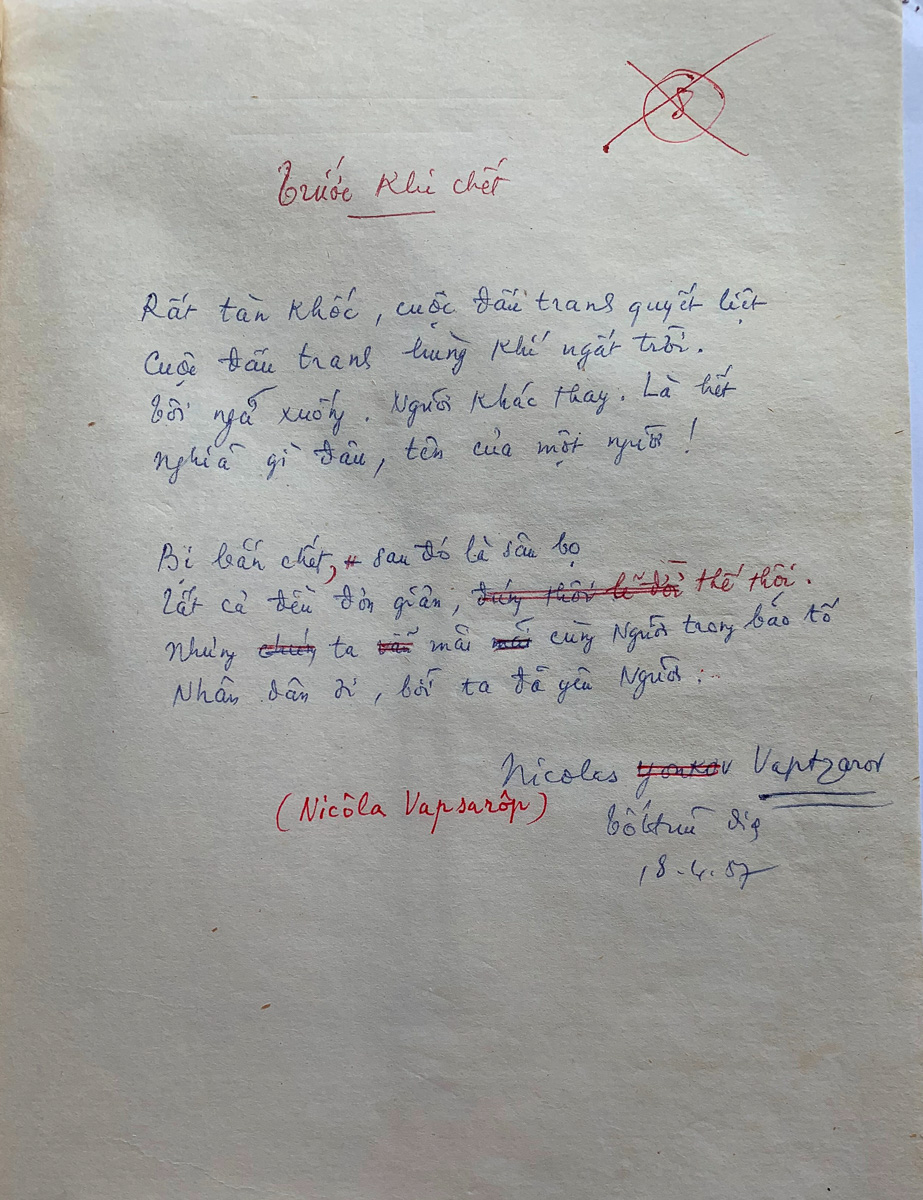 8
Trước khi chết
Rất tàn khốc, cuộc đấu tranh quyết liệt
Cuộc đấu tranh hùng khí ngất trời.
Tôi ngã xuống. Người khác thay. Là hết
nghĩa gì đâu, tên của một người!
Bị bắn chết, sau đó là sâu bọ
Tất cả đều đơn giản, đúng thôi lẽ đời thế thôi.
Nhưng chúng ta vẫn mãi mãi cùng Người trong bão tố
Nhân dân ơi, bởi ta đã yêu Người.
Nicolas Yonkov Vaptzarov
(Nicôla Vapsarôp)
dịch
18.4.87